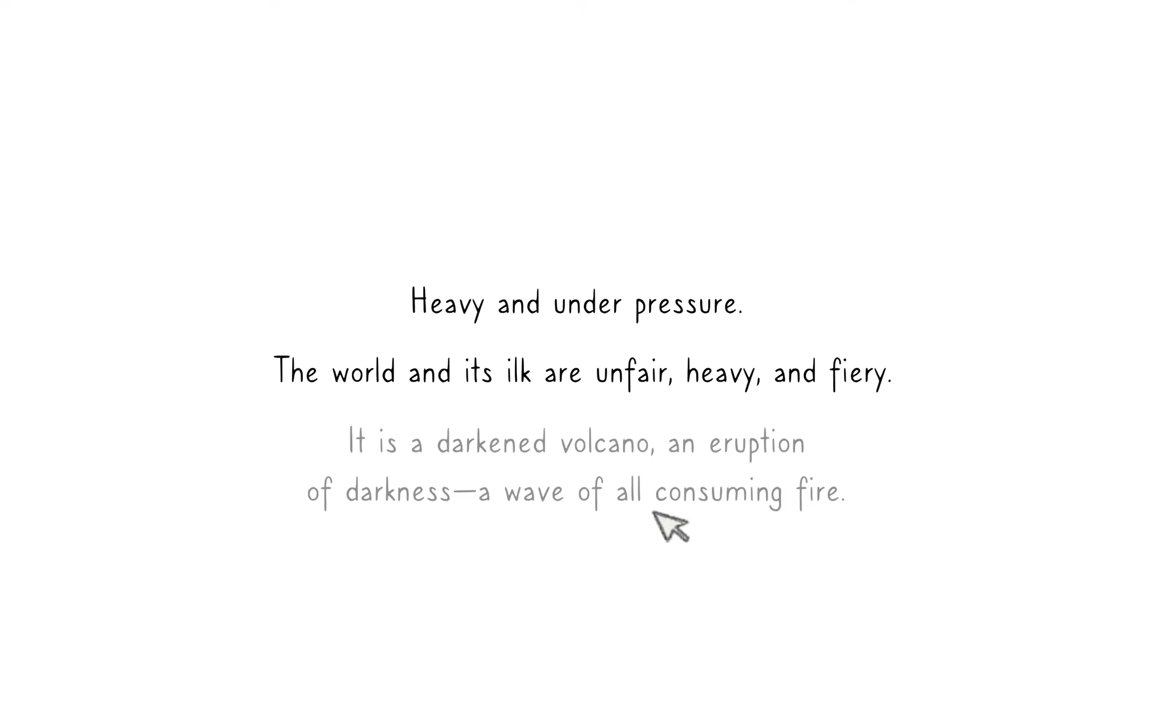 Heavy and under pressure.
The world and its ilk are unfair, heavy, and fiery.
It is a darkened volcano, an eruption
of darkness—a wave of all consuming fire.